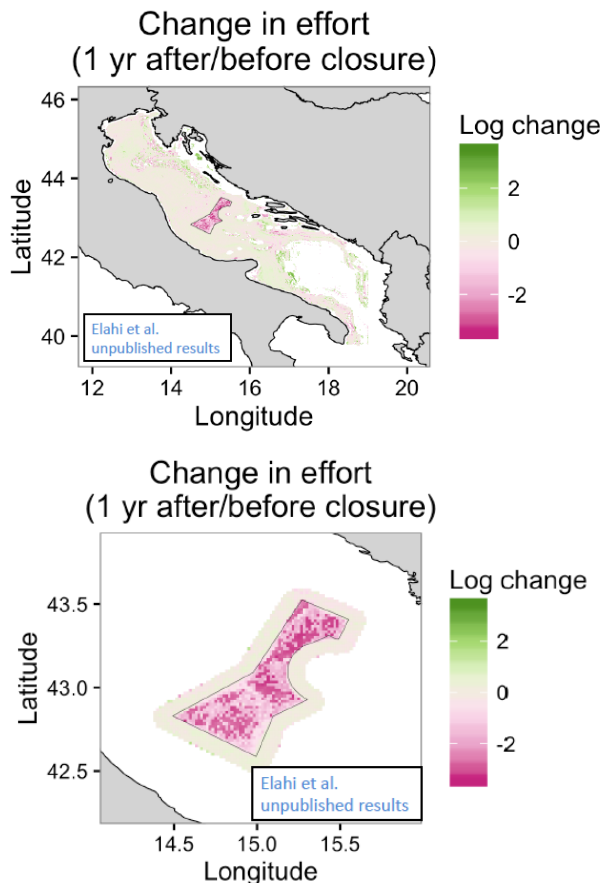 Change in effort
(1 yr after/before closure)
46
44
42
40
Latitude
12
14
16
18
20
Longitude
Elahi et al.
unpublished results
Log change
2
0
-2
Change in effort
(1 yr after/before closure)
43.5
43.0
42.5
Latitude
14.5
15.0
15.5
Longitude
Elahi et al.
unpublished results
Log change
2
0
-2